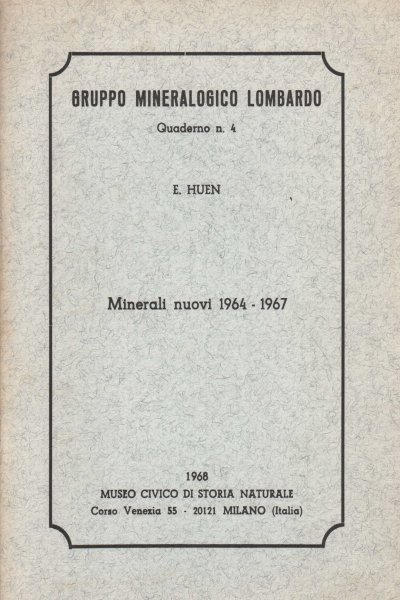 GRUPPO MINERALOGICO LOMBARDO
Quaderno n. 4
E. HUEN
Minerali nuovi 1964 - 1967
1968
MUSEO CIVICO DI STORIA NATURALE
Corso Venezia 55 - 20121 MILANO (Italia)